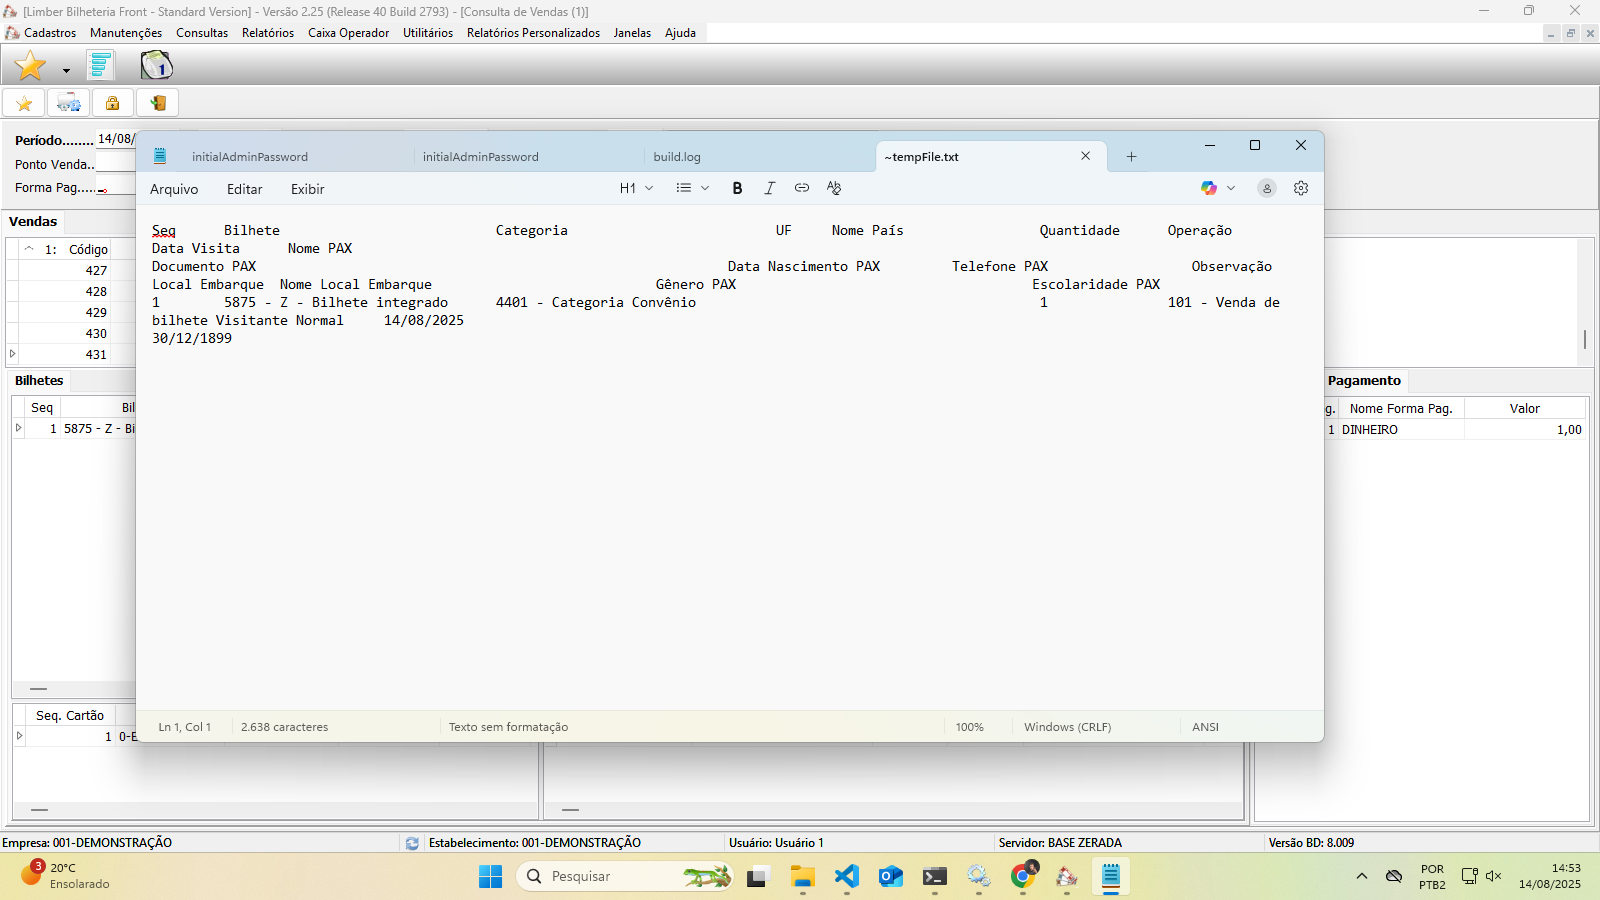 [Limber Bilheteria Front - Standard Version] - Versão 2.25 (Release 40 Build 2793) - [Consulta de Vendas (1)]
Cadastros Manutenções Consultas Relatórios Caixa Operador Utilitários Relatórios Personalizados Janelas Ajuda
1
Período........ 14/08/
Ponto Venda..
Forma Pag.....
Vendas
1: Código
427
428
429
430
431
Bilhetes
Seq Bil
1 5875 - Z - Bi
Seq. Cartão
1 0-E
initialAdminPassword initialAdminPassword build.log ~tempFile.txt
Arquivo Editar Exibir H1 B I
Seq Bilhete Categoria UF Nome País Quantidade Operação
Data Visita Nome PAX
Documento PAX Data Nascimento PAX Telefone PAX Observação
Local Embarque Nome Local Embarque Gênero PAX Escolaridade PAX
1 5875 - Z - Bilhete integrado 4401 - Categoria Convênio 1 101 - Venda de
bilhete Visitante Normal 14/08/2025
30/12/1899
Ln 1, Col 1 2.638 caracteres Texto sem formatação 100% Windows (CRLF) ANSI
Pagamento
g. Nome Forma Pag. Valor
1 DINHEIRO 1,00
Empresa: 001-DEMONSTRAÇÃO Estabelecimento: 001-DEMONSTRAÇÃO Usuário: Usuário 1 Servidor: BASE ZERADA Versão BD: 8.009
3
20°C
Ensolarado
Pesquisar
POR
PTB2
14:53
14/08/2025